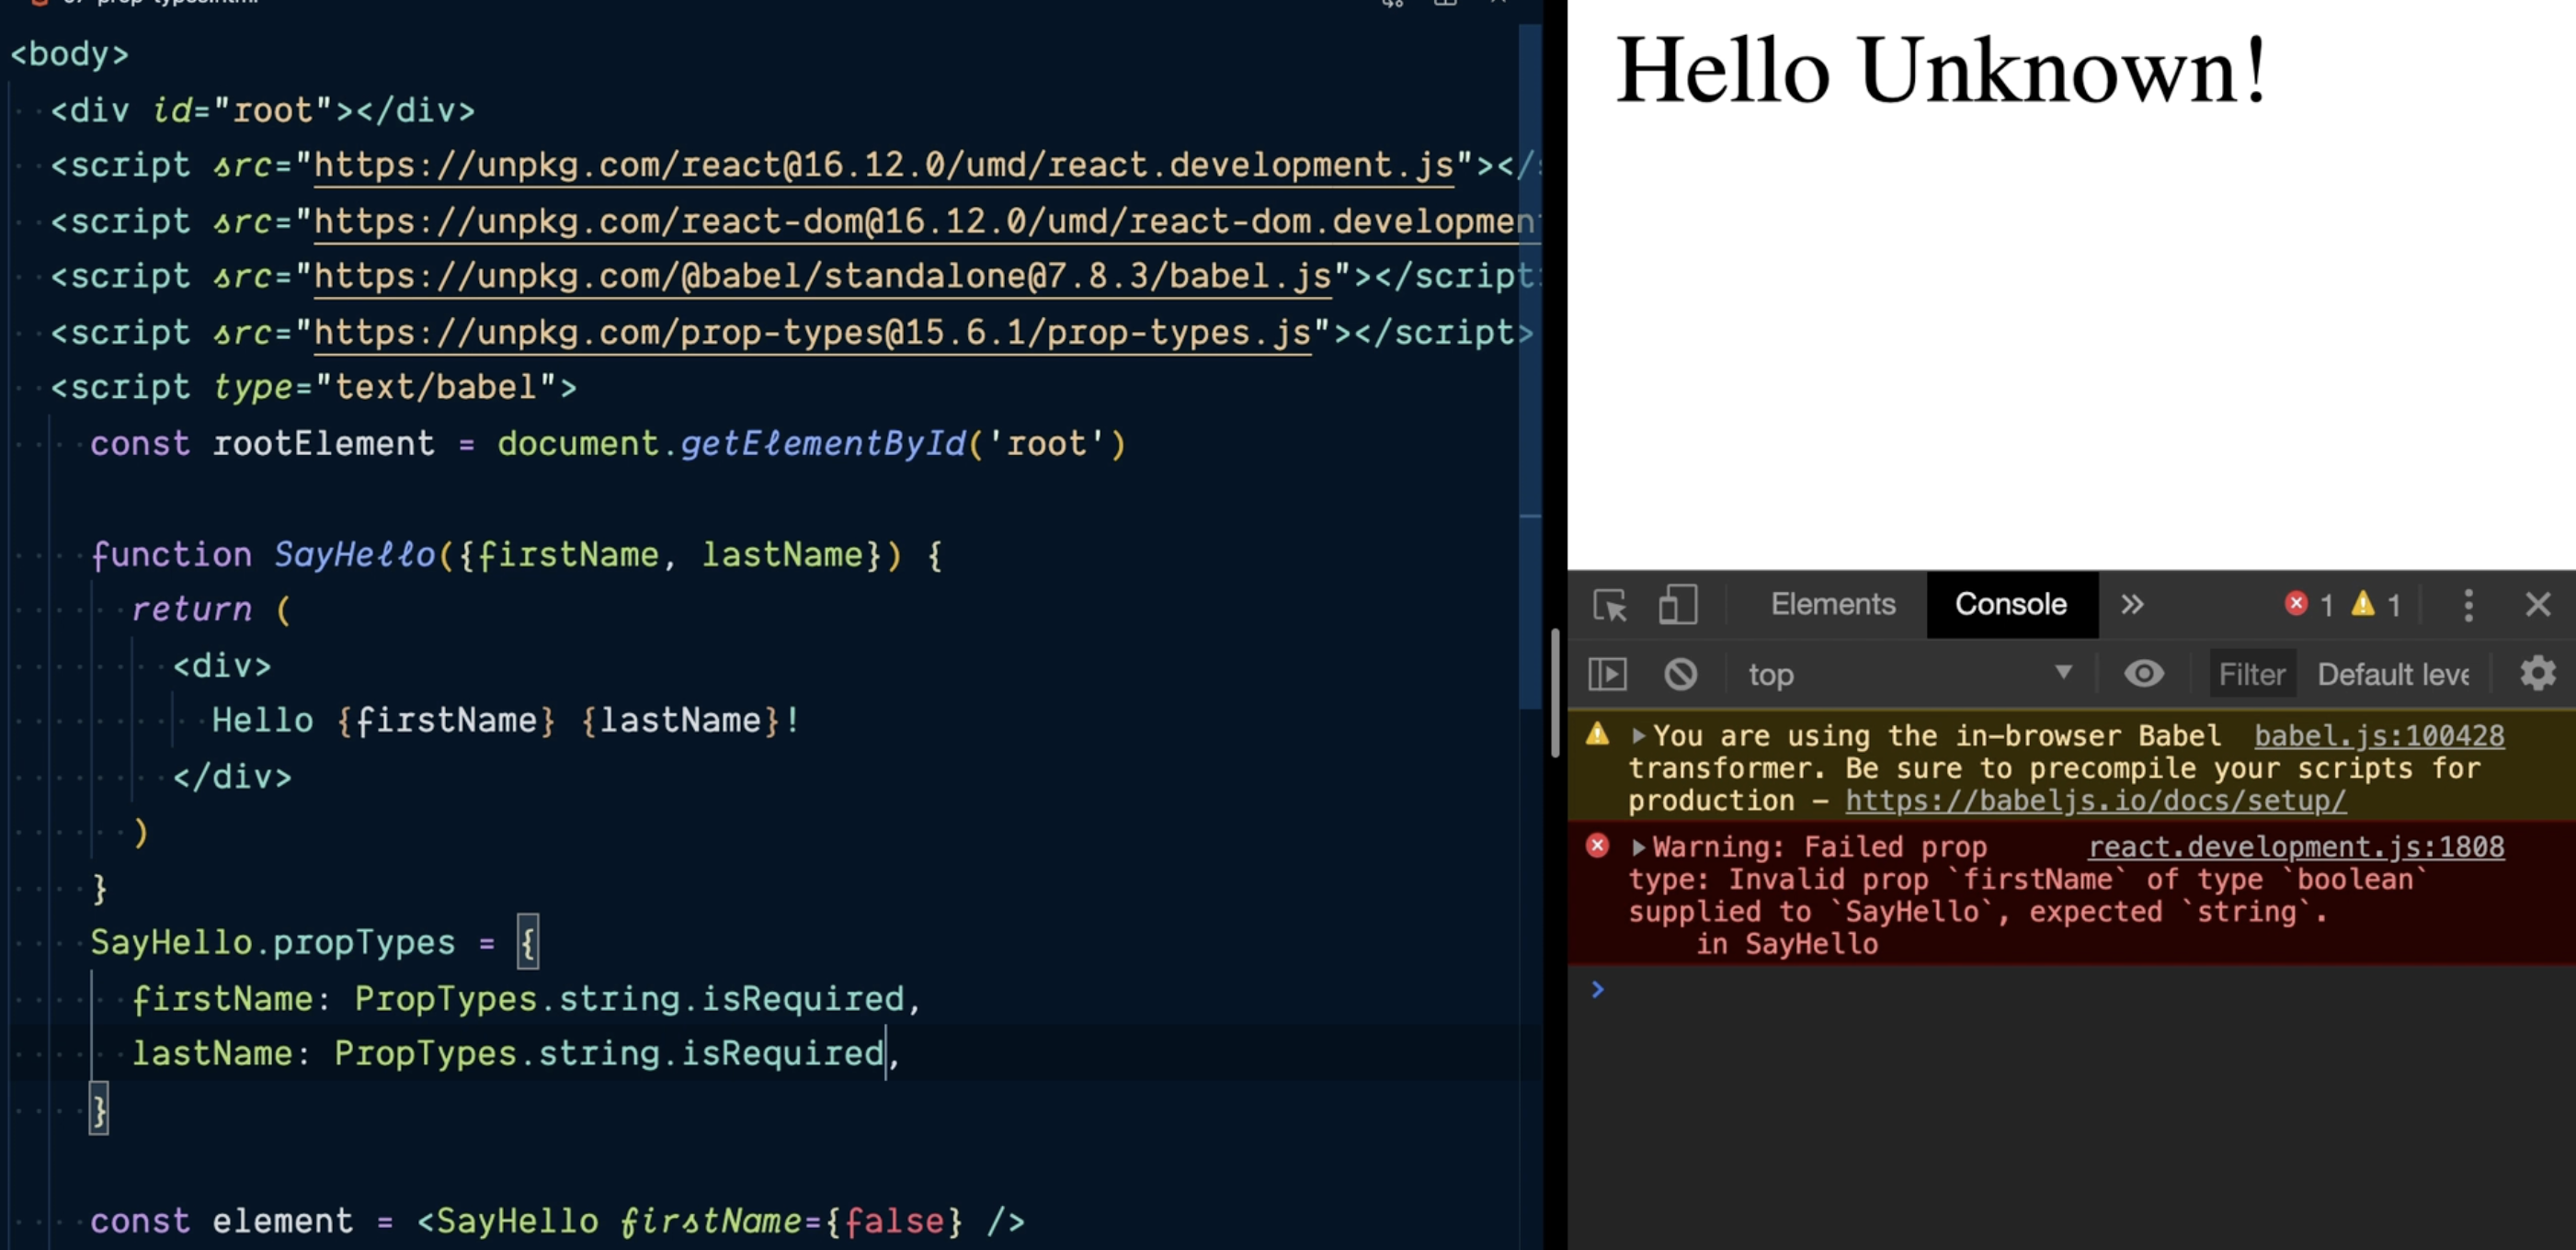 <body>
<div id="root"></div>
<script src="https://unpkg.com/react@16.12.0/umd/react.development.js"></
<script src="https://unpkg.com/react-dom@16.12.0/umd/react-dom.developmen
<script src="https://unpkg.com/@babel/standalone@7.8.3/babel.js"></script
<script src="https://unpkg.com/prop-types@15.6.1/prop-types.js"></script>
<script type="text/babel">
const rootElement = document.getElementById('root')
function SayHello({firstName, lastName}) {
return (
<div>
Hello {firstName} {lastName}!
</div>
)
}
SayHello.propTypes = {
firstName: PropTypes.string.isRequired,
lastName: PropTypes.string.isRequired,
}
const element = <SayHello firstName={false} />
Hello Unknown!
Elements Console » 1 1
top Filter Default leve
You are using the in-browser Babel babel.js:100428
transformer. Be sure to precompile your scripts for
production – https://babeljs.io/docs/setup/
Warning: Failed prop react.development.js:1808
type: Invalid prop `firstName` of type `boolean`
supplied to `SayHello`, expected `string`.
in SayHello
>